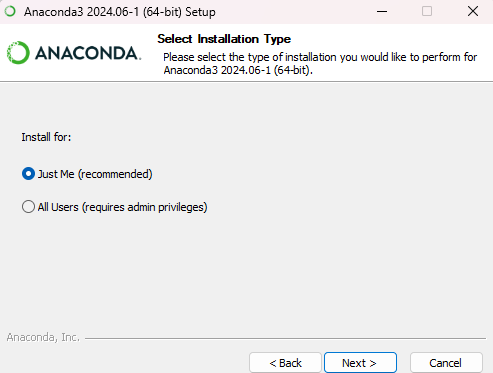 Anaconda3 2024.06-1 (64-bit) Setup
ANACONDA.
Select Installation Type
Please select the type of installation you would like to perform for
Anaconda3 2024.06-1 (64-bit).
Install for:
Just Me (recommended)
All Users (requires admin privileges)
Anaconda, Inc.
< Back
Next >
Cancel